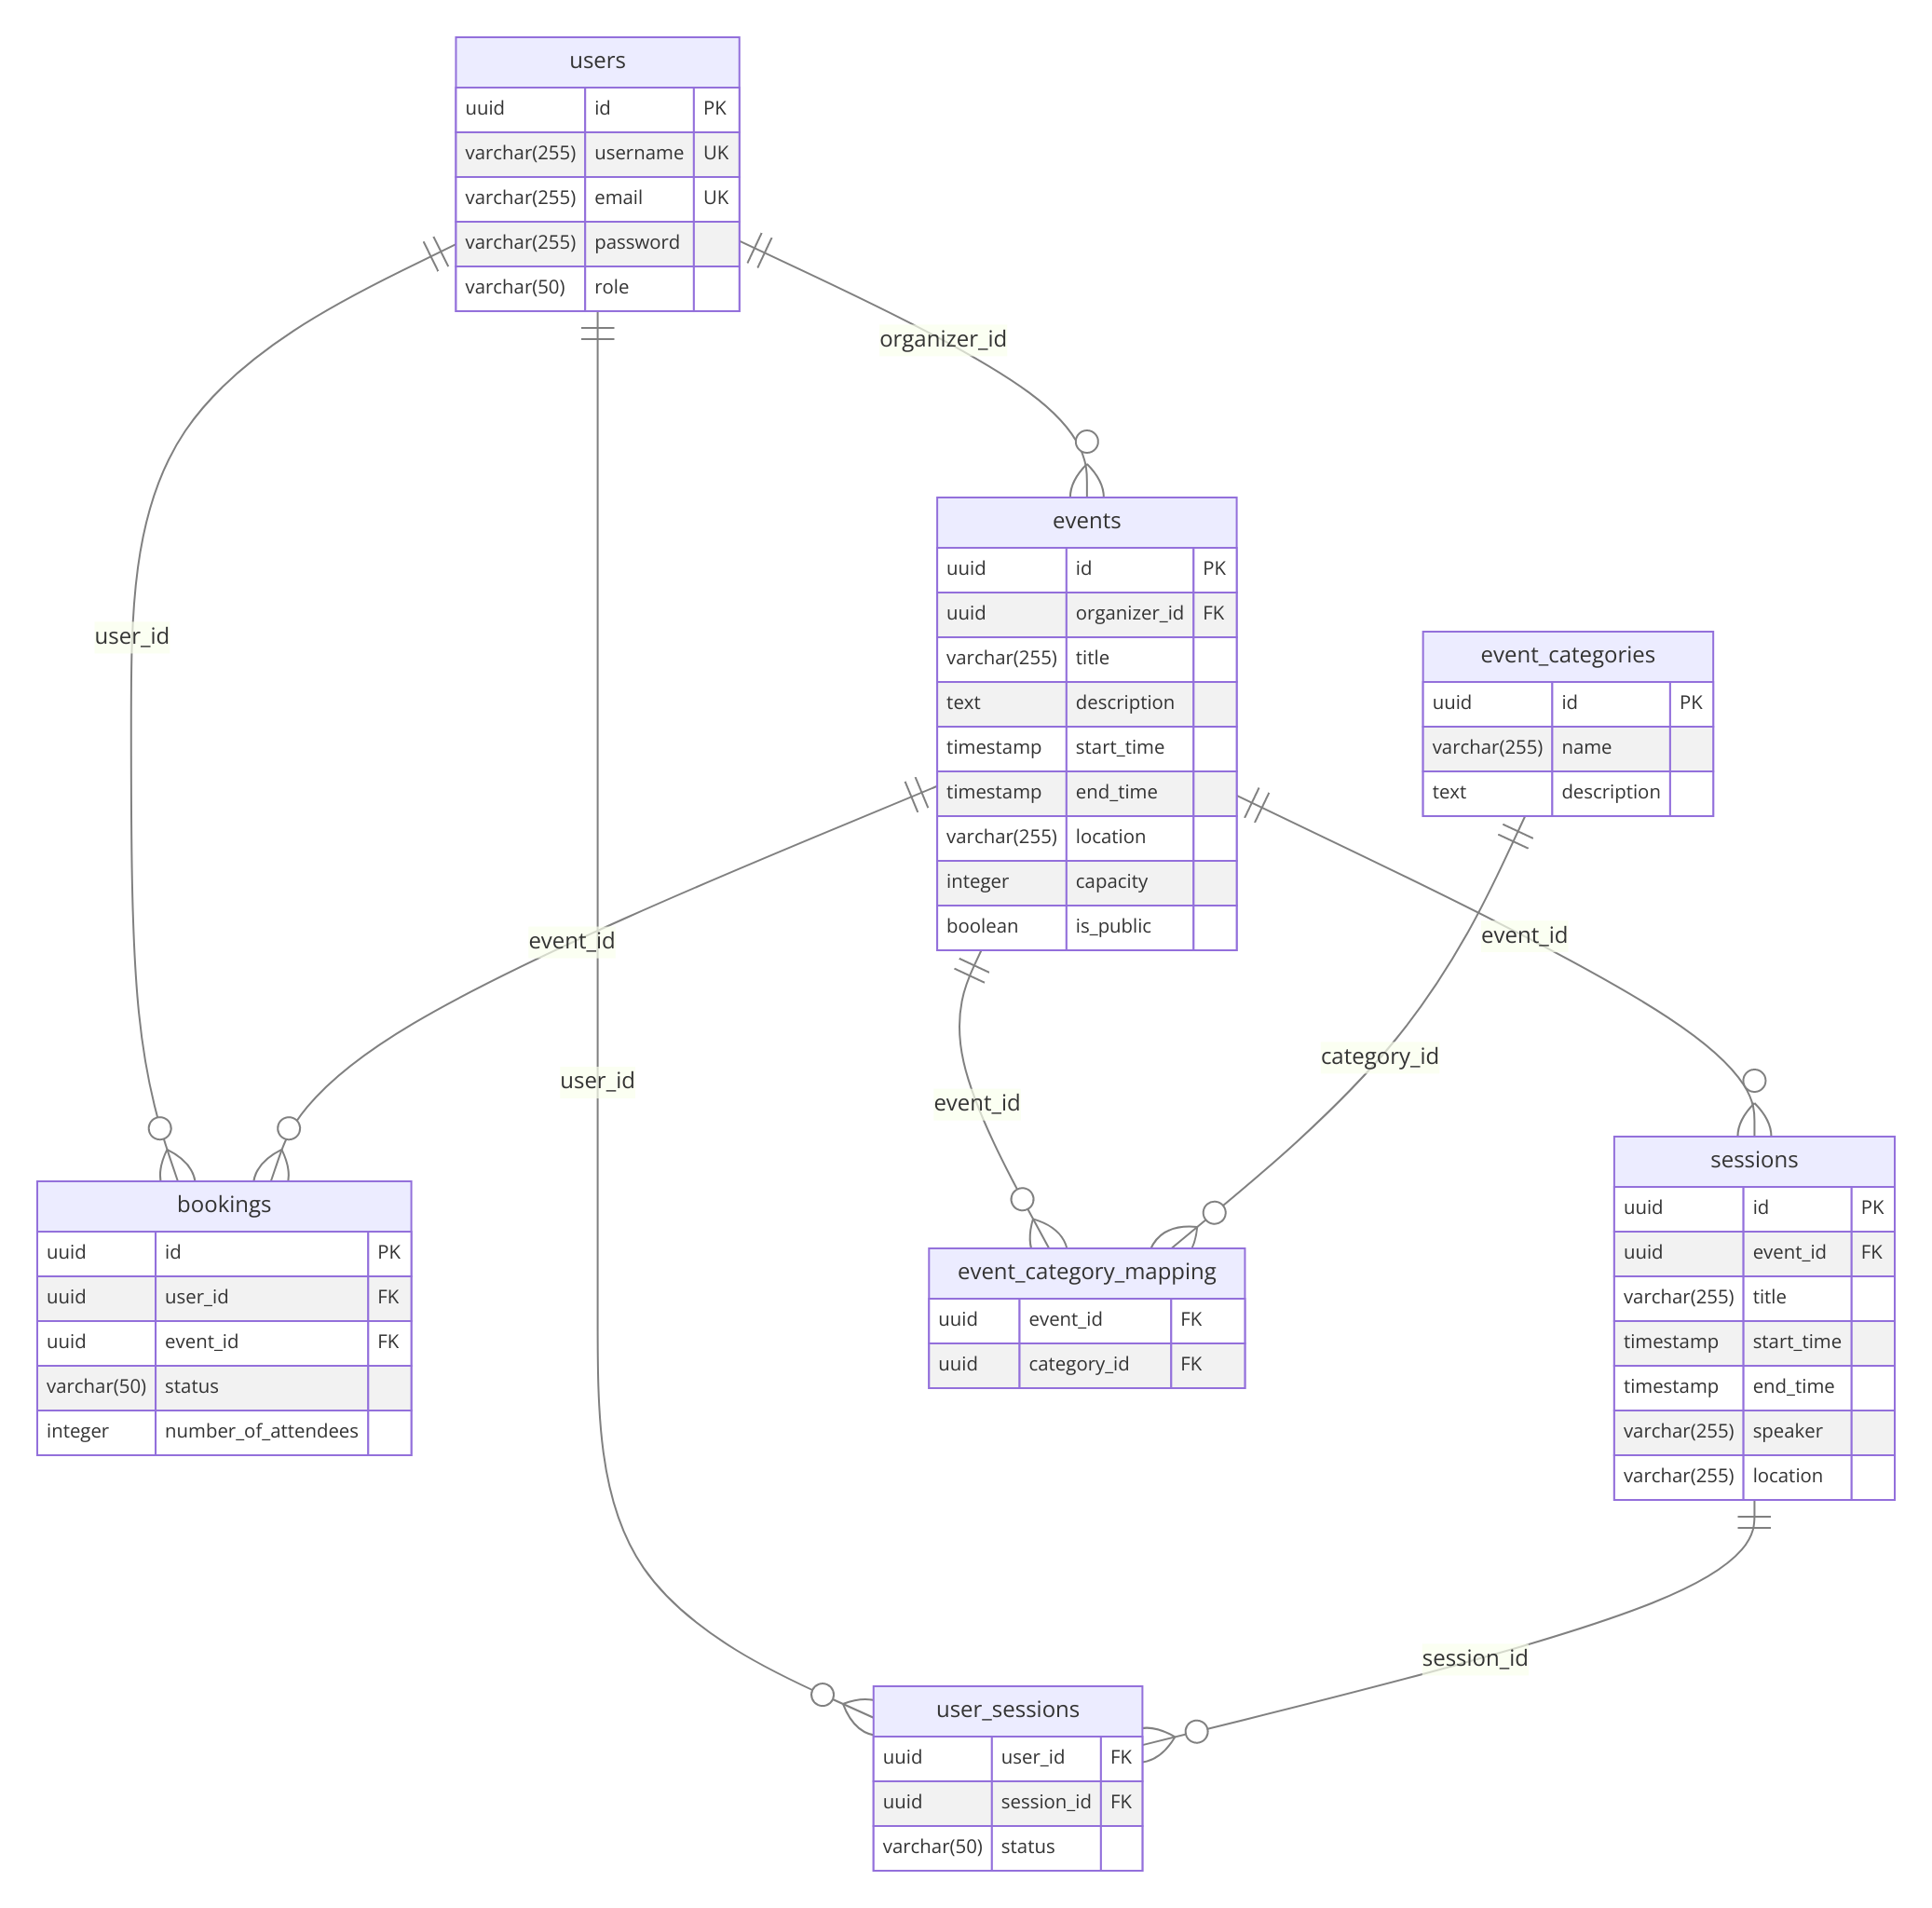 users
uuid id PK
varchar(255) username UK
varchar(255) email UK
varchar(255) password
varchar(50) role
organizer_id
user_id
events
uuid id PK
uuid organizer_id FK
varchar(255) title
text description
timestamp start_time
timestamp end_time
varchar(255) location
integer capacity
boolean is_public
event_categories
uuid id PK
varchar(255) name
text description
event_id
event_id
category_id
user_id
event_id
bookings
uuid id PK
uuid user_id FK
uuid event_id FK
varchar(50) status
integer number_of_attendees
event_category_mapping
uuid event_id FK
uuid category_id FK
sessions
uuid id PK
uuid event_id FK
varchar(255) title
timestamp start_time
timestamp end_time
varchar(255) speaker
varchar(255) location
session_id
user_sessions
uuid user_id FK
uuid session_id FK
varchar(50) status